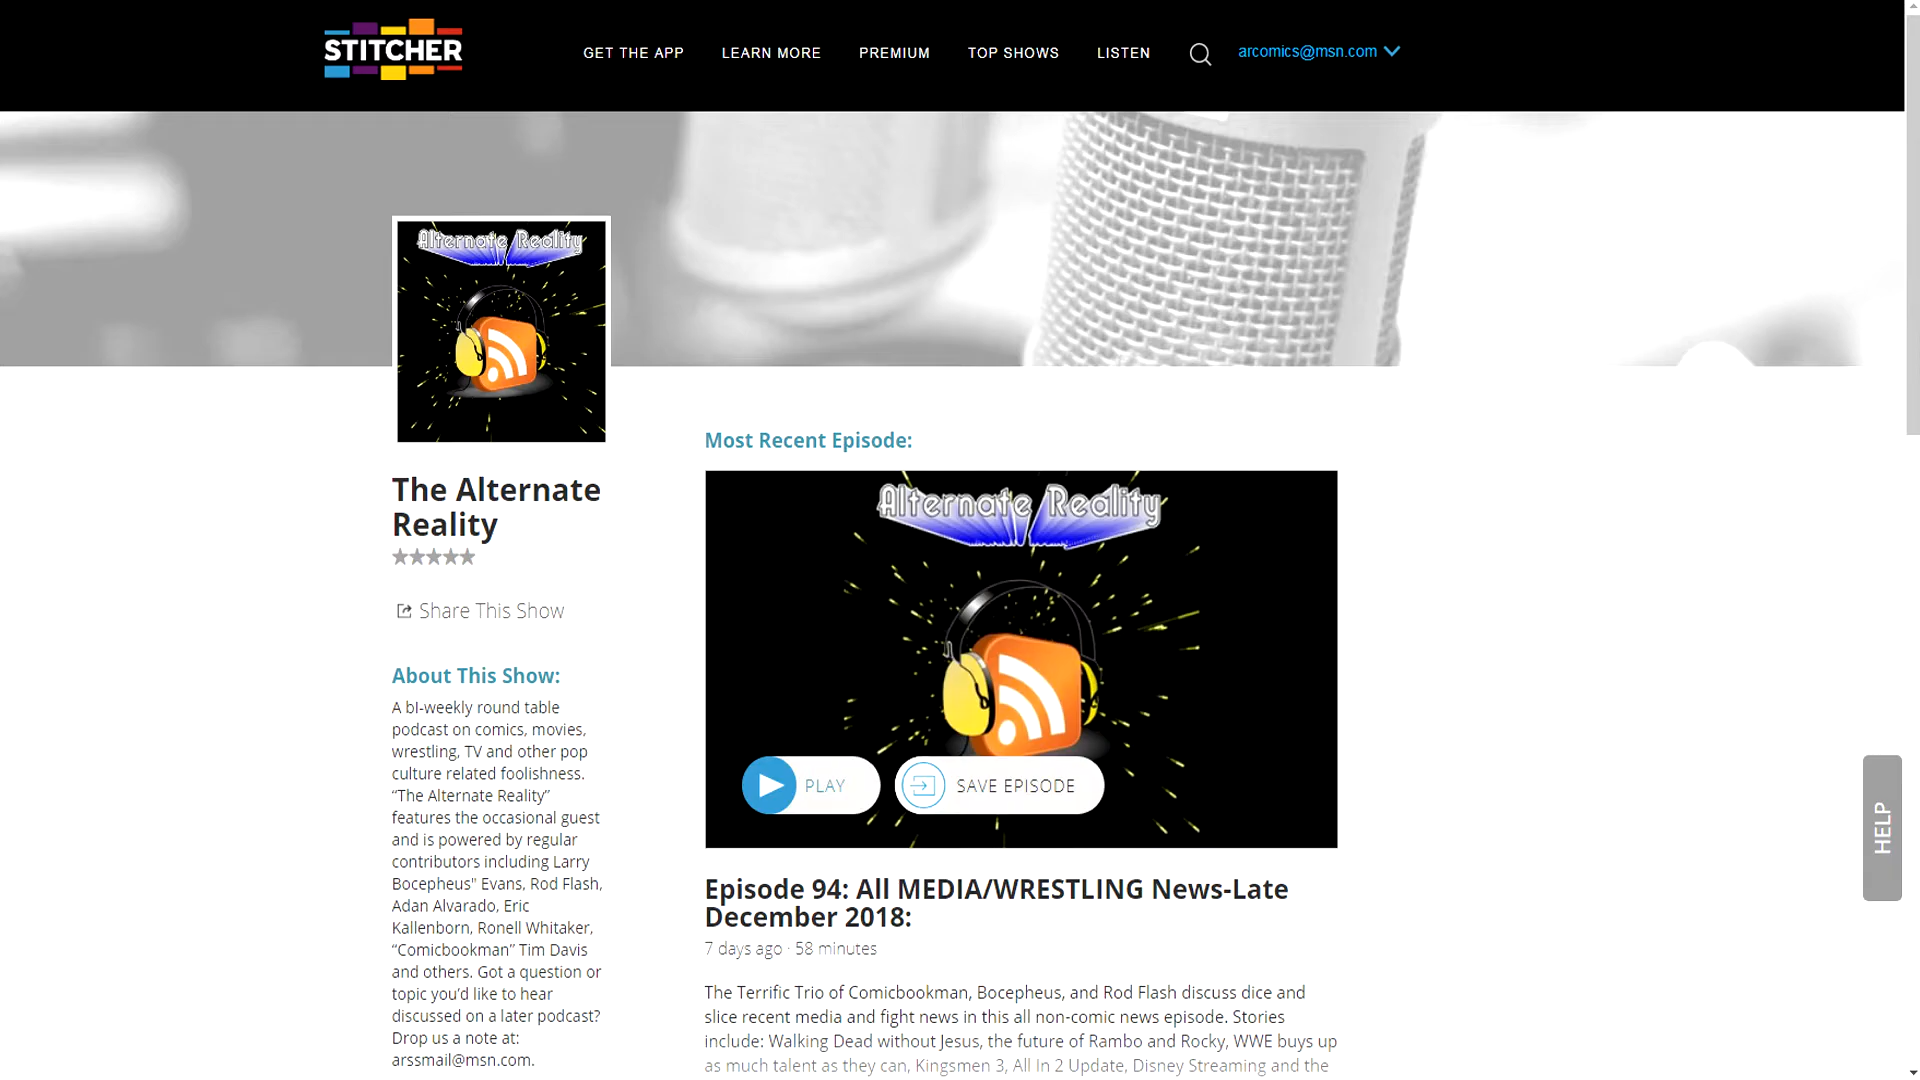 STITCHER
GET THE APP
LEARN MORE
PREMIUM
TOP SHOWS
LISTEN
arcomics@msn.com
Alternate Reality
The Alternate
Reality
Share This Show
About This Show:
A bI-weekly round table
podcast on comics, movies,
wrestling, TV and other pop
culture related foolishness.
“The Alternate Reality”
features the occasional guest
and is powered by regular
contributors including Larry
Bocepheus" Evans, Rod Flash,
Adan Alvarado, Eric
Kallenborn, Ronell Whitaker,
“Comicbookman” Tim Davis
and others. Got a question or
topic you’d like to hear
discussed on a later podcast?
Drop us a note at:
arssmail@msn.com.
Most Recent Episode:
Alternate Reality
PLAY
SAVE EPISODE
Episode 94: All MEDIA/WRESTLING News-Late
December 2018:
7 days ago · 58 minutes
The Terrific Trio of Comicbookman, Bocepheus, and Rod Flash discuss dice and
slice recent media and fight news in this all non-comic news episode. Stories
include: Walking Dead without Jesus, the future of Rambo and Rocky, WWE buys up
as much talent as they can, Kingsmen 3, All In 2 Update, Disney Streaming and the
HELP